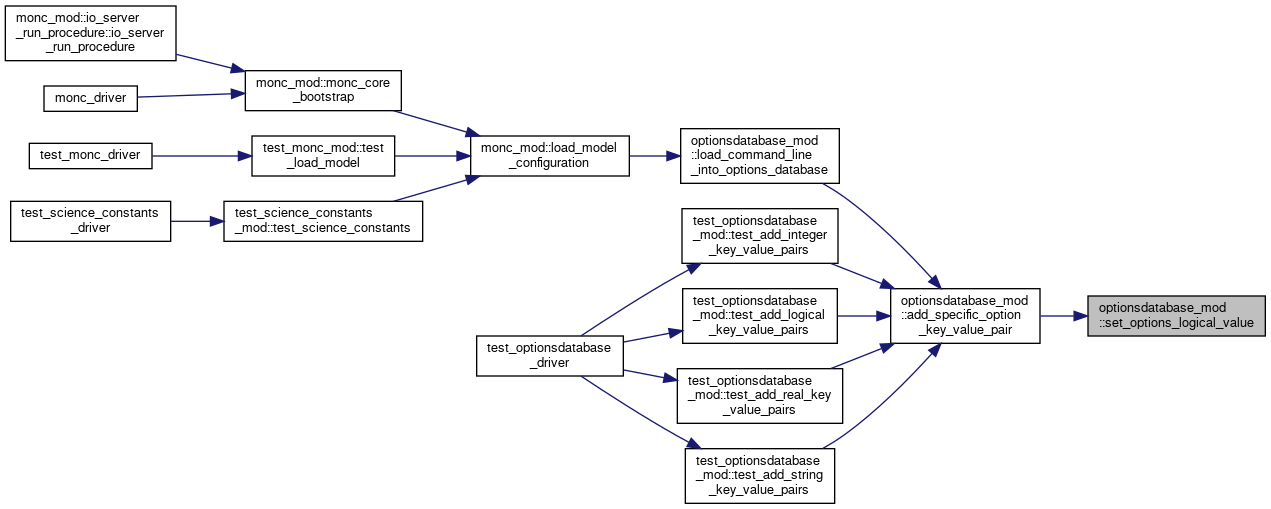 monc_mod::io_server
_run_procedure::io_server
_run_procedure
monc_driver
test_monc_driver
test_science_constants
_driver
monc_mod::monc_core
_bootstrap
test_monc_mod::test
_load_model
test_science_constants
_mod::test_science_constants
monc_mod::load_model
_configuration
test_optionsdatabase
_driver
optionsdatabase_mod
::load_command_line
_into_options_database
test_optionsdatabase
_mod::test_add_integer
_key_value_pairs
test_optionsdatabase
_mod::test_add_logical
_key_value_pairs
test_optionsdatabase
_mod::test_add_real_key
_value_pairs
test_optionsdatabase
_mod::test_add_string
_key_value_pairs
optionsdatabase_mod
::add_specific_option
_key_value_pair
optionsdatabase_mod
::set_options_logical_value